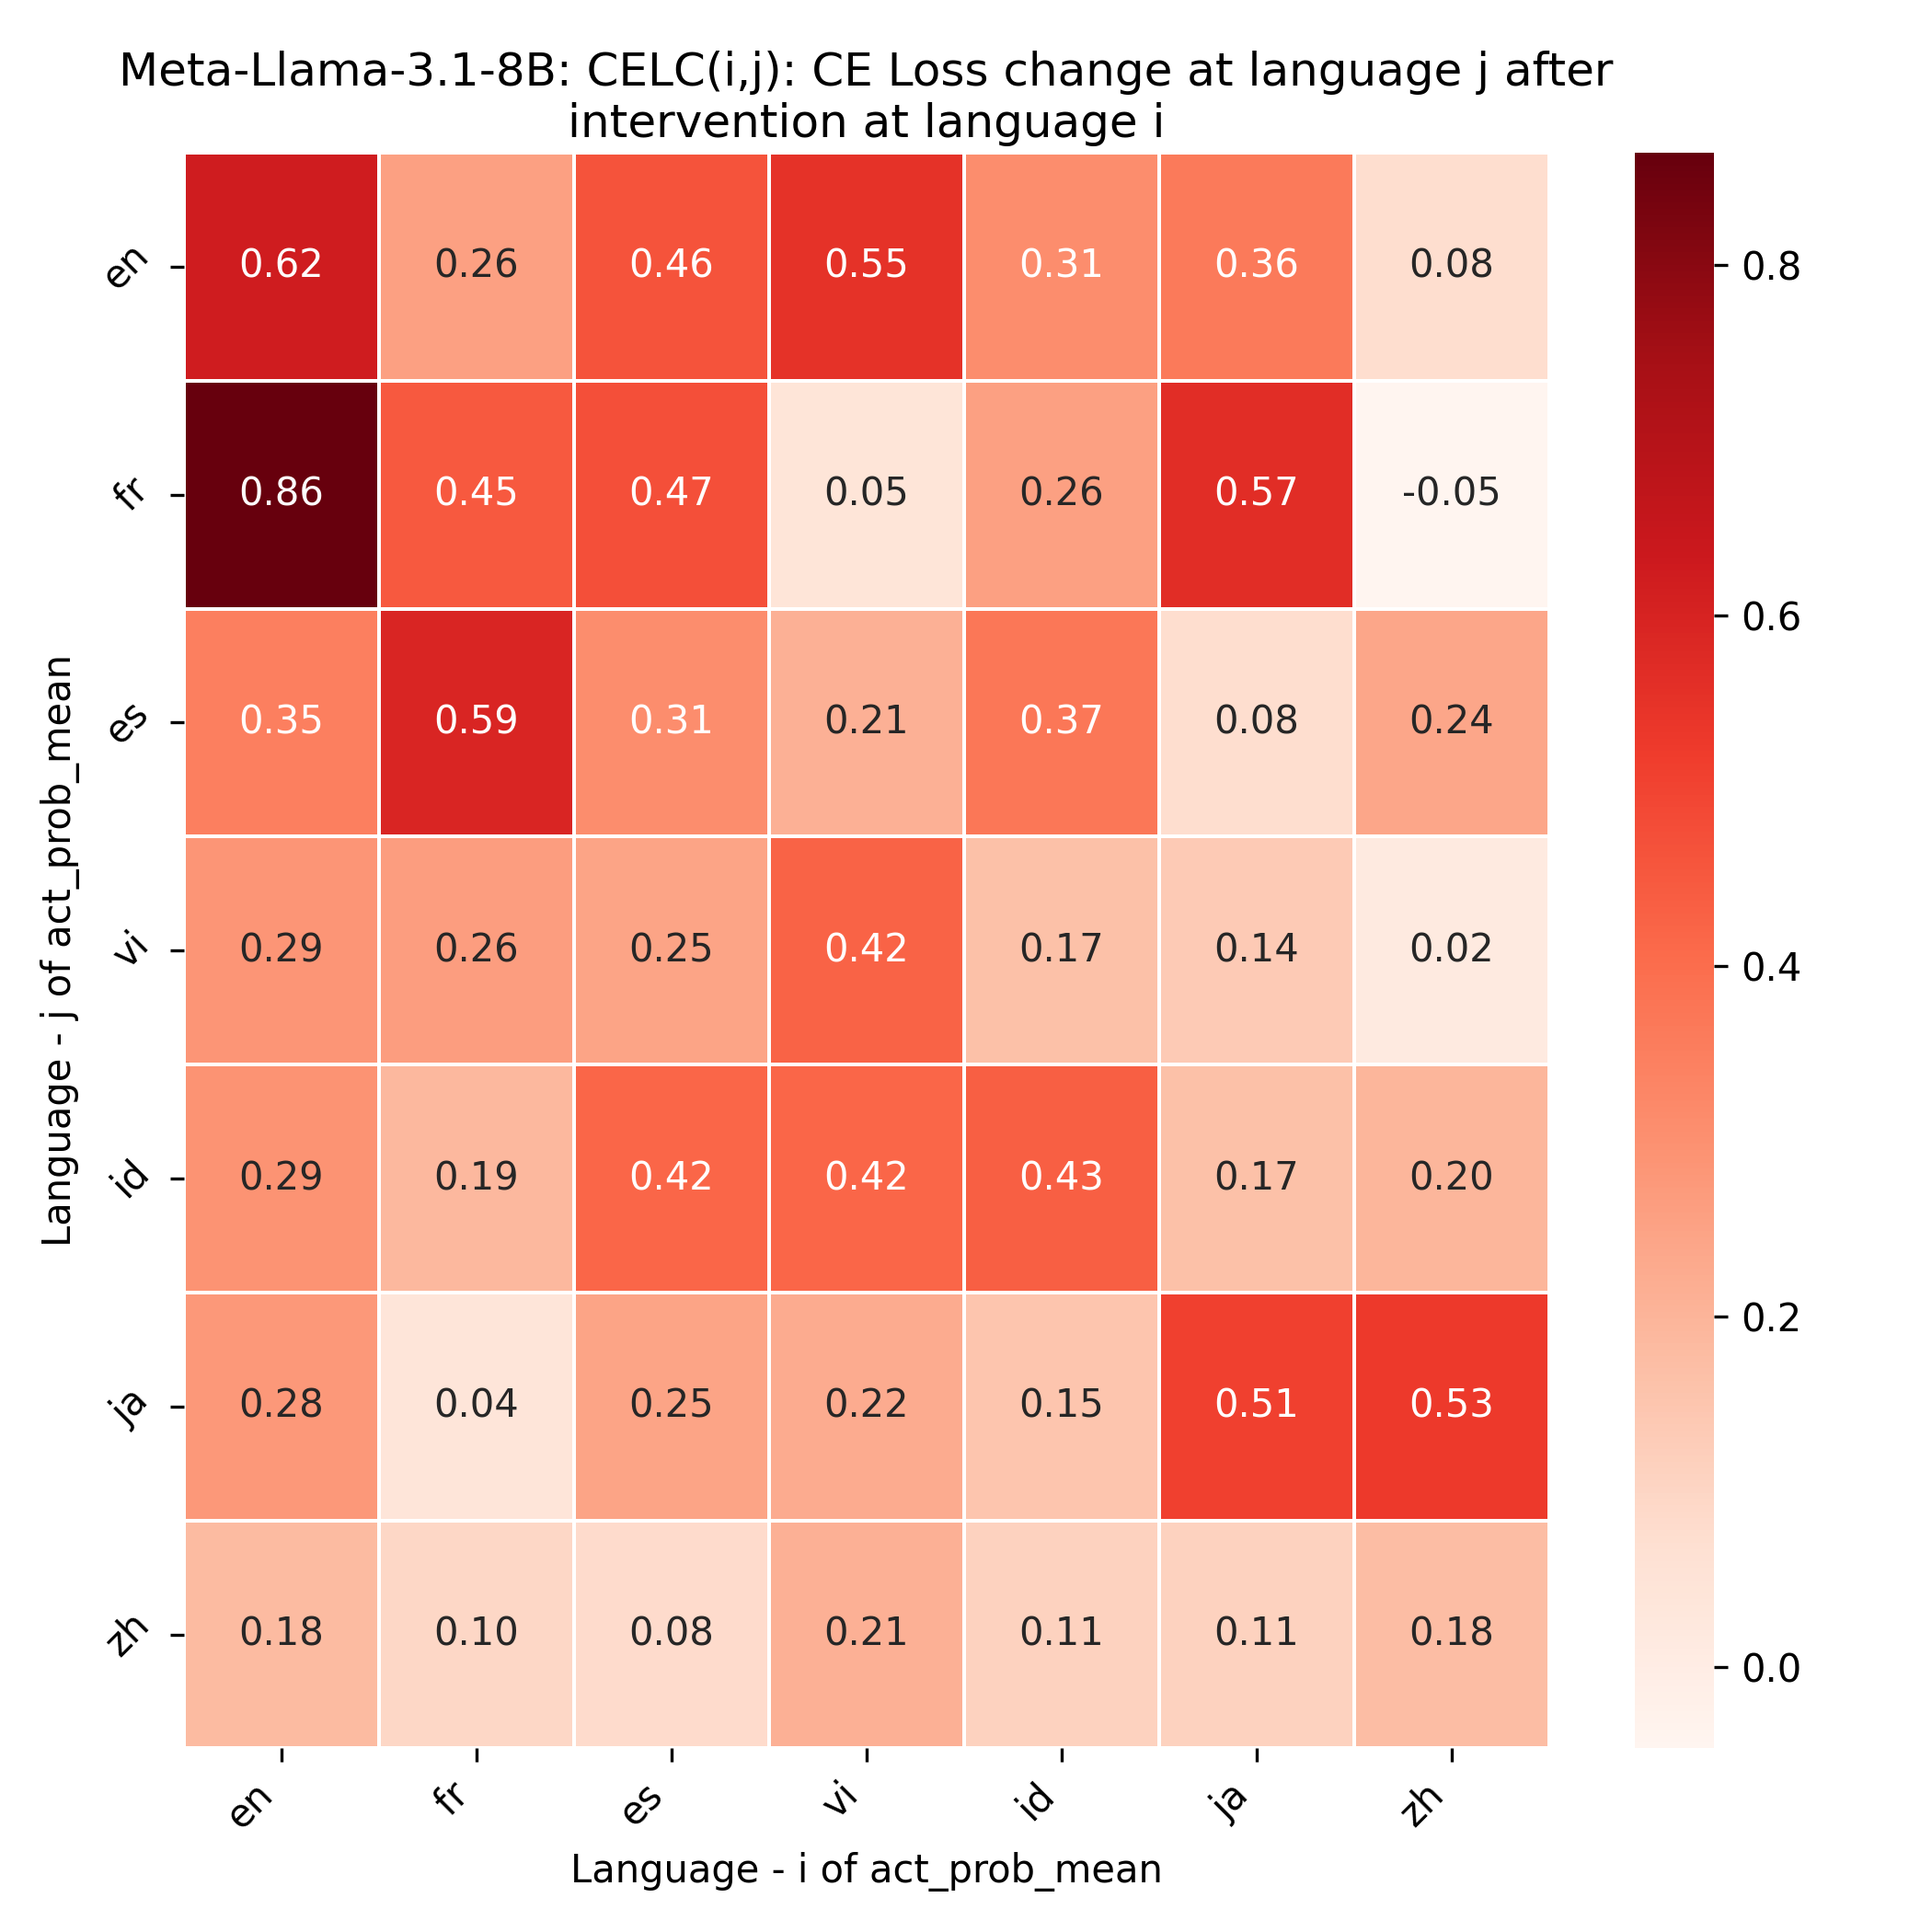 Meta-Llama-3.1-8B: CELC(i,j): CE Loss change at language j after
intervention at language i
Language - j of act_prob_mean
en 0.62 0.26 0.46 0.55 0.31 0.36 0.08
fr 0.86 0.45 0.47 0.05 0.26 0.57 -0.05
es 0.35 0.59 0.31 0.21 0.37 0.08 0.24
vi 0.29 0.26 0.25 0.42 0.17 0.14 0.02
id 0.29 0.19 0.42 0.42 0.43 0.17 0.20
ja 0.28 0.04 0.25 0.22 0.15 0.51 0.53
zh 0.18 0.10 0.08 0.21 0.11 0.11 0.18
en fr es vi id ja zh
Language - i of act_prob_mean
0.8
0.6
0.4
0.2
0.0